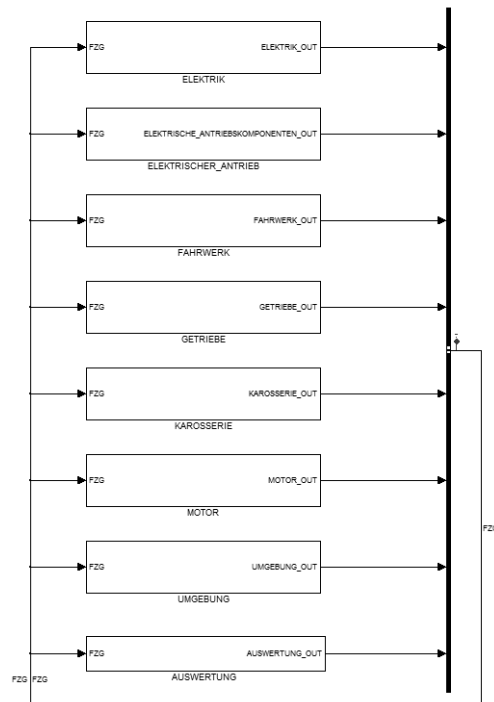 FZG ELEKTRIK_OUT
ELEKTRIK
FZG ELEKTRISCHE_ANTRIEBSKOMPONENTEN_OUT
ELEKTRISCHER_ANTRIEB
FZG FAHRWERK_OUT
FAHRWERK
FZG GETRIEBE_OUT
GETRIEBE
FZG KAROSSERIE_OUT
KAROSSERIE
FZG MOTOR_OUT
MOTOR
FZG
FZG UMGEBUNG_OUT
UMGEBUNG
FZG AUSWERTUNG_OUT
AUSWERTUNG
FZG FZG